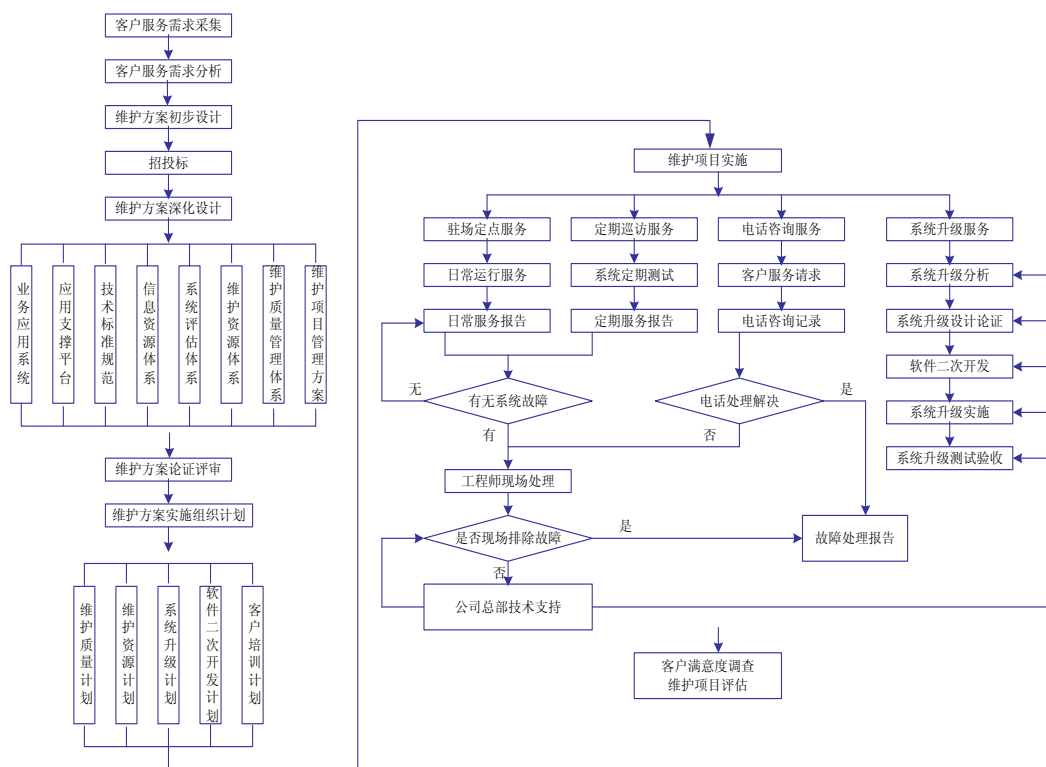 客户服务需求采集
客户服务需求分析
维护方案初步设计
招投标
维护方案深化设计
业务应用系统
应用支撑平台
技术标准规范
信息资源体系
系统评估体系
维护资源体系
维护质量管理体系
维护项目管理方案
维护方案论证评审
维护方案实施组织计划
维护质量计划
维护资源计划
系统升级计划
软件二次开发计划
客户培训计划
维护项目实施
驻场定点服务
定期巡访服务
电话咨询服务
系统升级服务
日常运行服务
系统定期测试
客户服务请求
系统升级分析
日常服务报告
定期服务报告
电话咨询记录
系统升级设计论证
软件二次开发
无
有无系统故障
电话处理解决
是
系统升级实施
有
否
系统升级测试验收
工程师现场处理
是否现场排除故障
是
故障处理报告
否
公司总部技术支持
客户满意度调查
维护项目评估